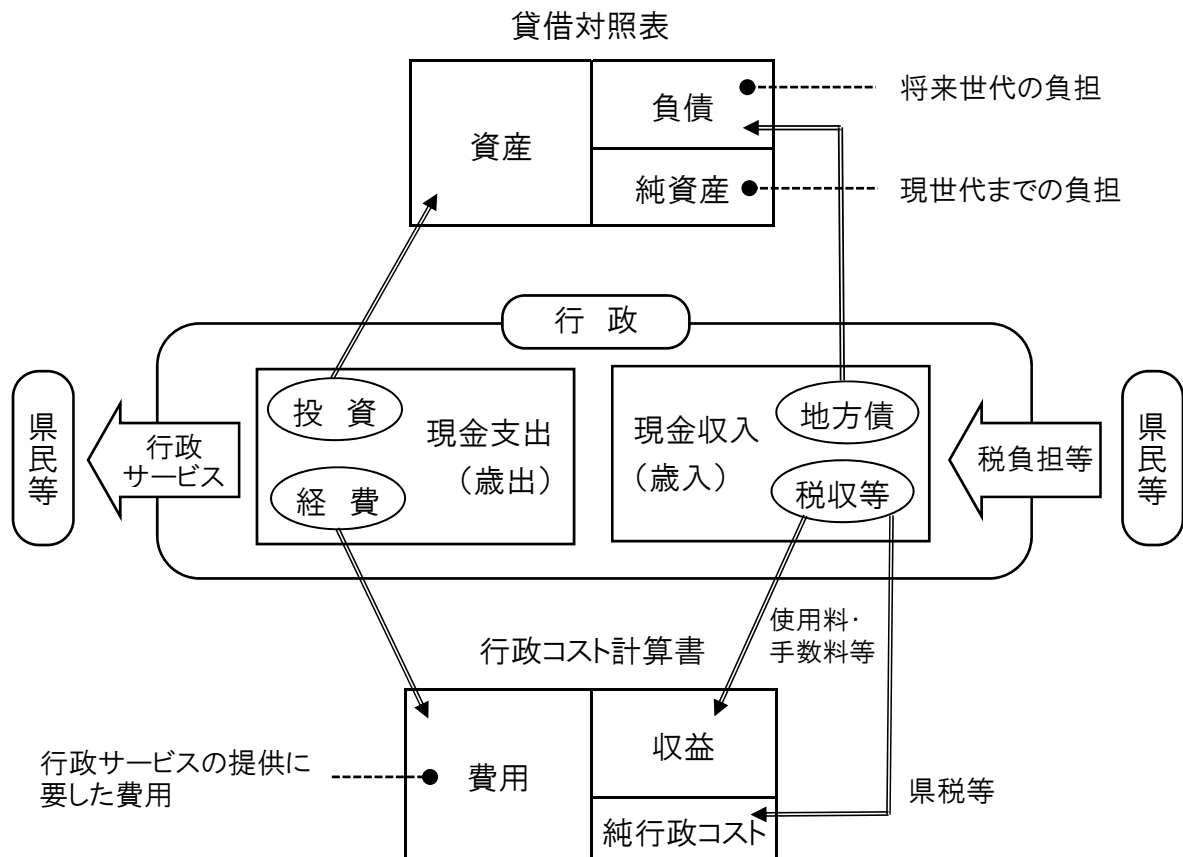 貸借対照表
資産
負債
純資産
将来世代の負担
現世代までの負担
行 政
県民等
行政
サービス
投 資
経 費
現金支出
(歳出)
現金収入
(歳入)
地方債
税収等
税負担等
県民等
使用料・
手数料等
行政コスト計算書
費用
収益
純行政コスト
行政サービスの提供に
要した費用
県税等